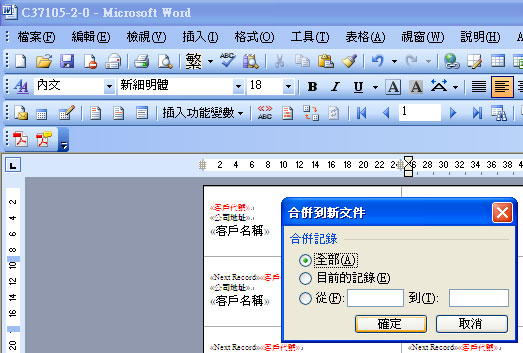 C37105-2-0 - Microsoft Word
檔案(F) 編輯(E) 檢視(V) 插入(I) 格式(O) 工具(T) 表格(A) 視窗(W) 說明(H)
繁 ABC
內文 新細明體 18 B I U A A
插入功能變數 ABC 1
L 2 4 6 8 10 12 14 16 18 20 22 24 26 28 30 32 34 36 38
«客戶代號»
«公司地址»
«客戶名稱»
«Next Record»«客戶代號»
«公司地址»
«客戶名稱»
«Next Record»«客戶代號» «Next Record»«客戶代號»
合併到新文件
合併記錄
全部(A)
目前的記錄(E)
從(F): 到(T):
確定 取消
2 2 4 6 8 10 12 14 16 20